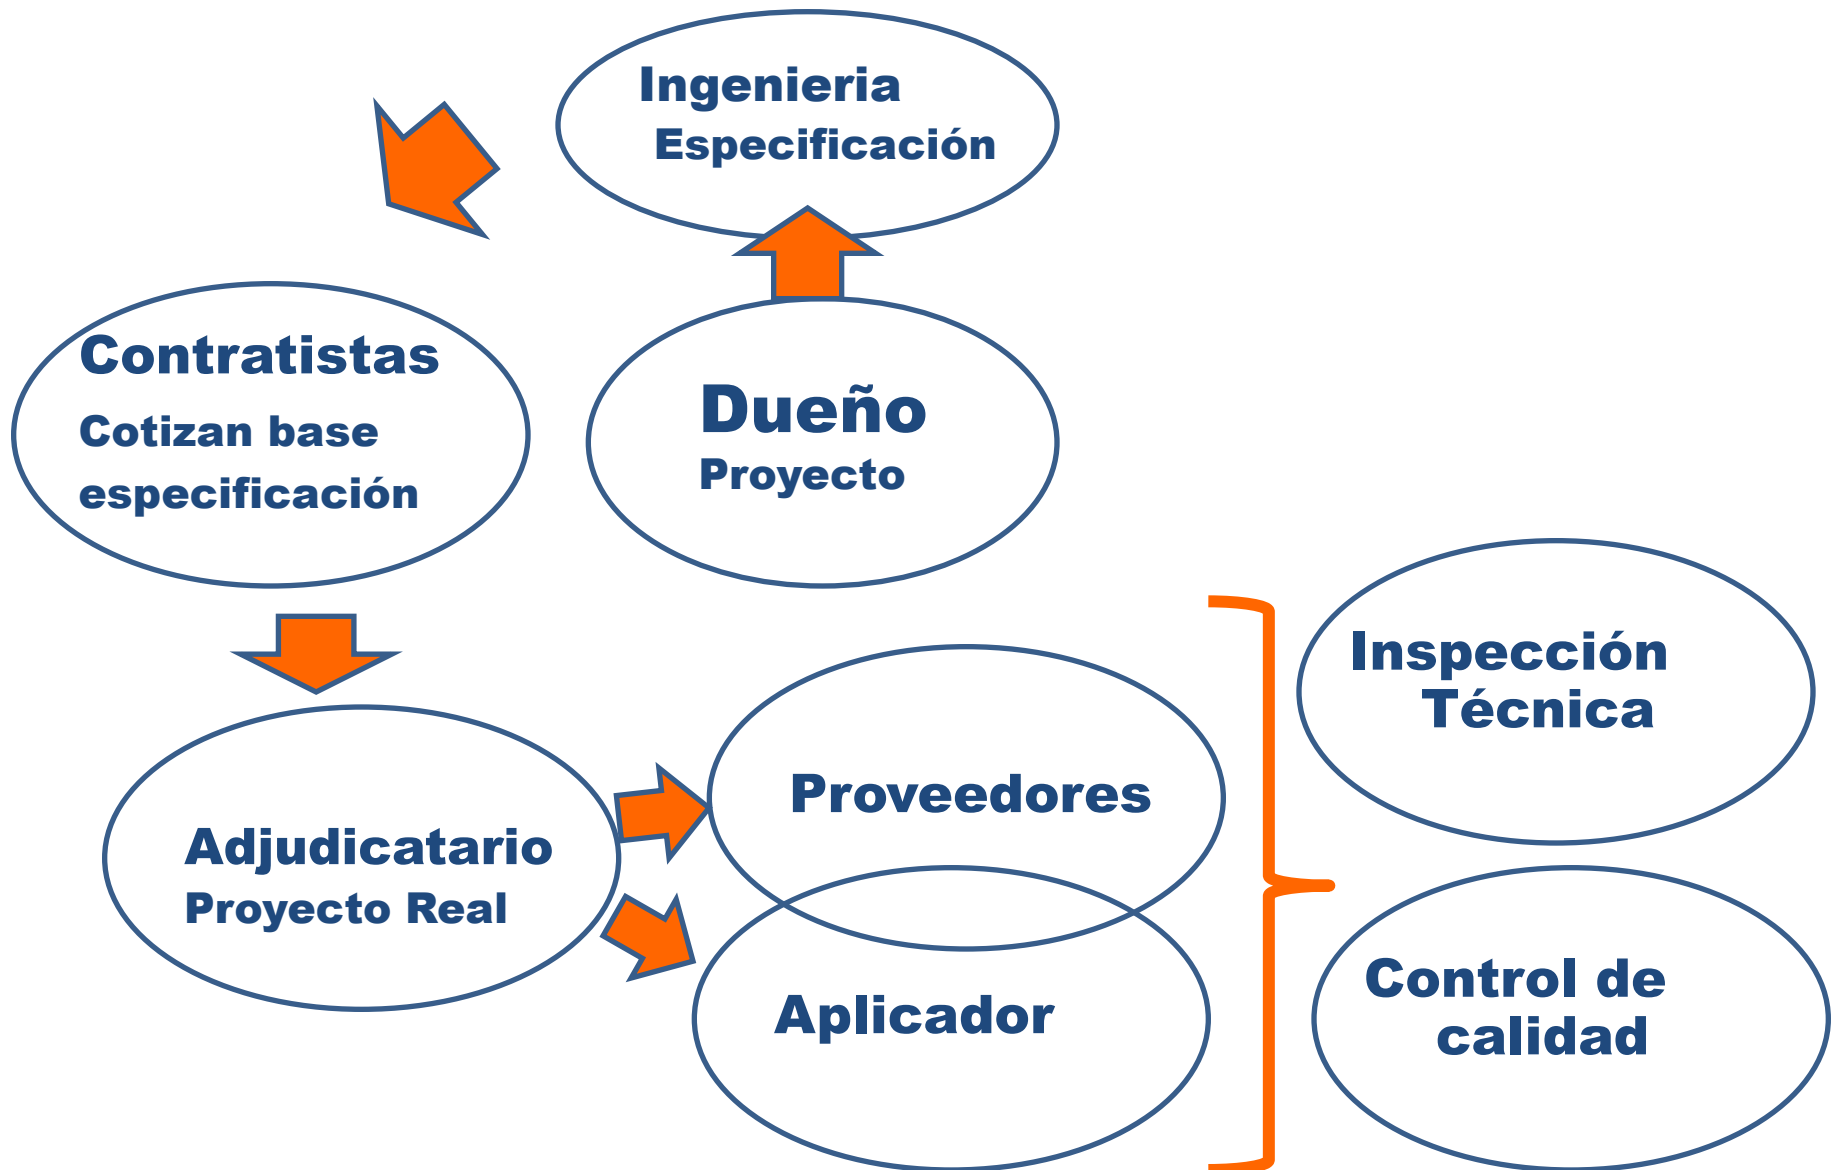 Ingenieria
Especificación
Contratistas
Cotizan base
especificación
Dueño
Proyecto
Inspección
Técnica
Proveedores
Adjudicatario
Proyecto Real
Aplicador
Control de
calidad